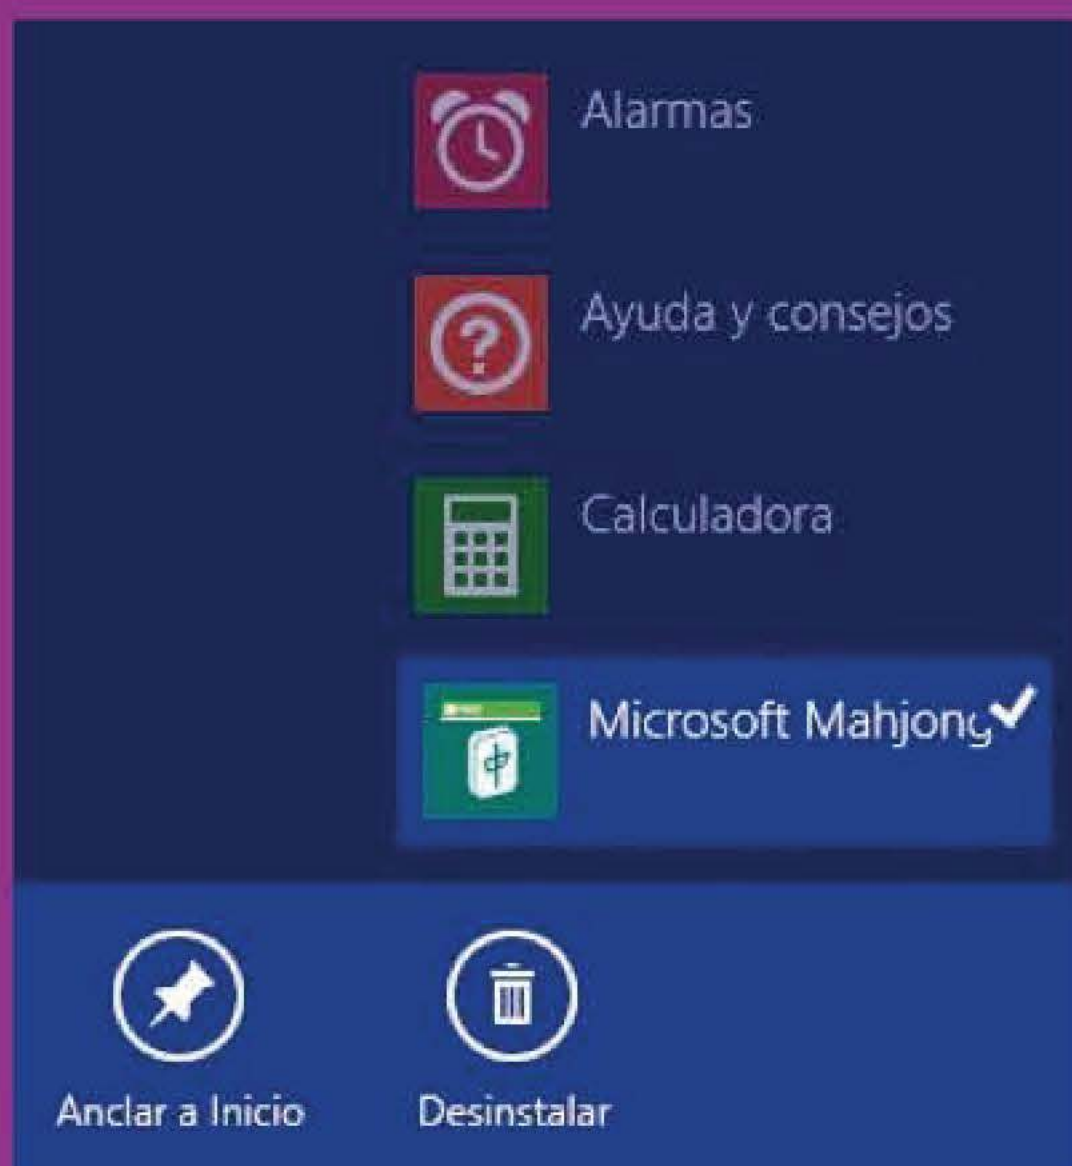 Alarmas
Ayuda y consejos
Calculadora
Microsoft Mahjong
Anclar a Inicio
Desinstalar